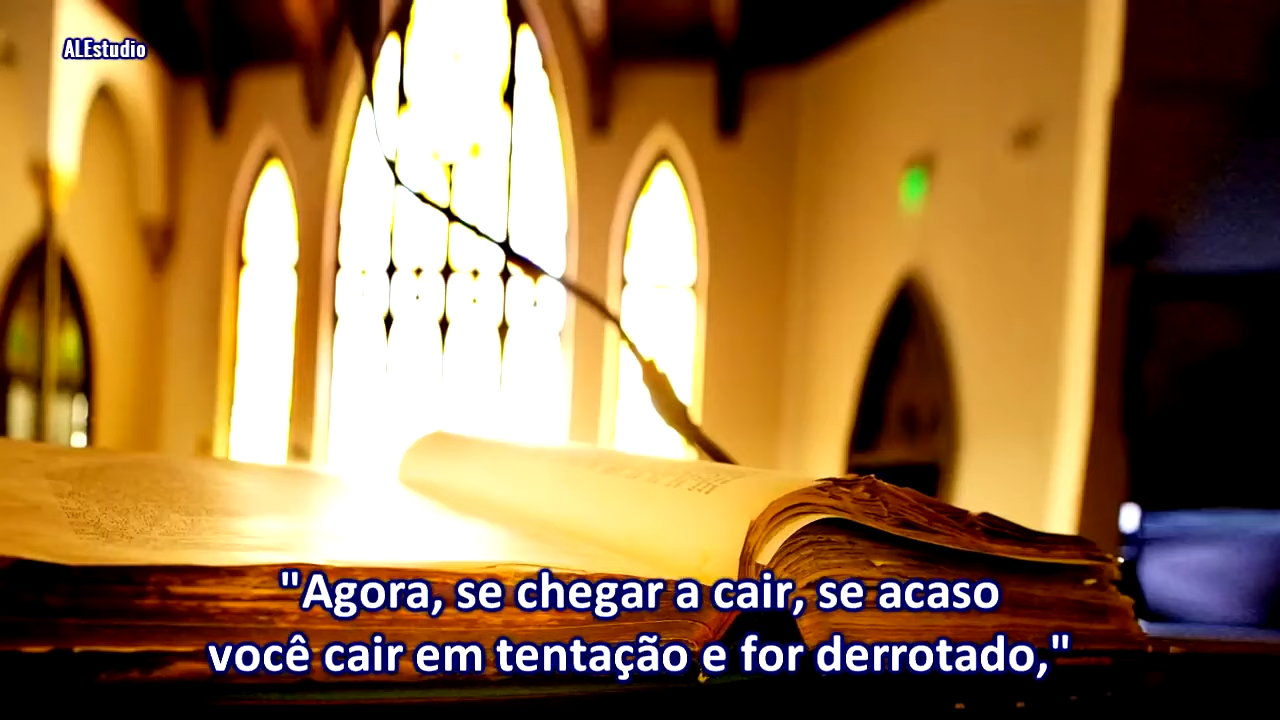 ALEstudio
"Agora, se chegar a cair, se acaso
você cair em tentação e for derrotado,"